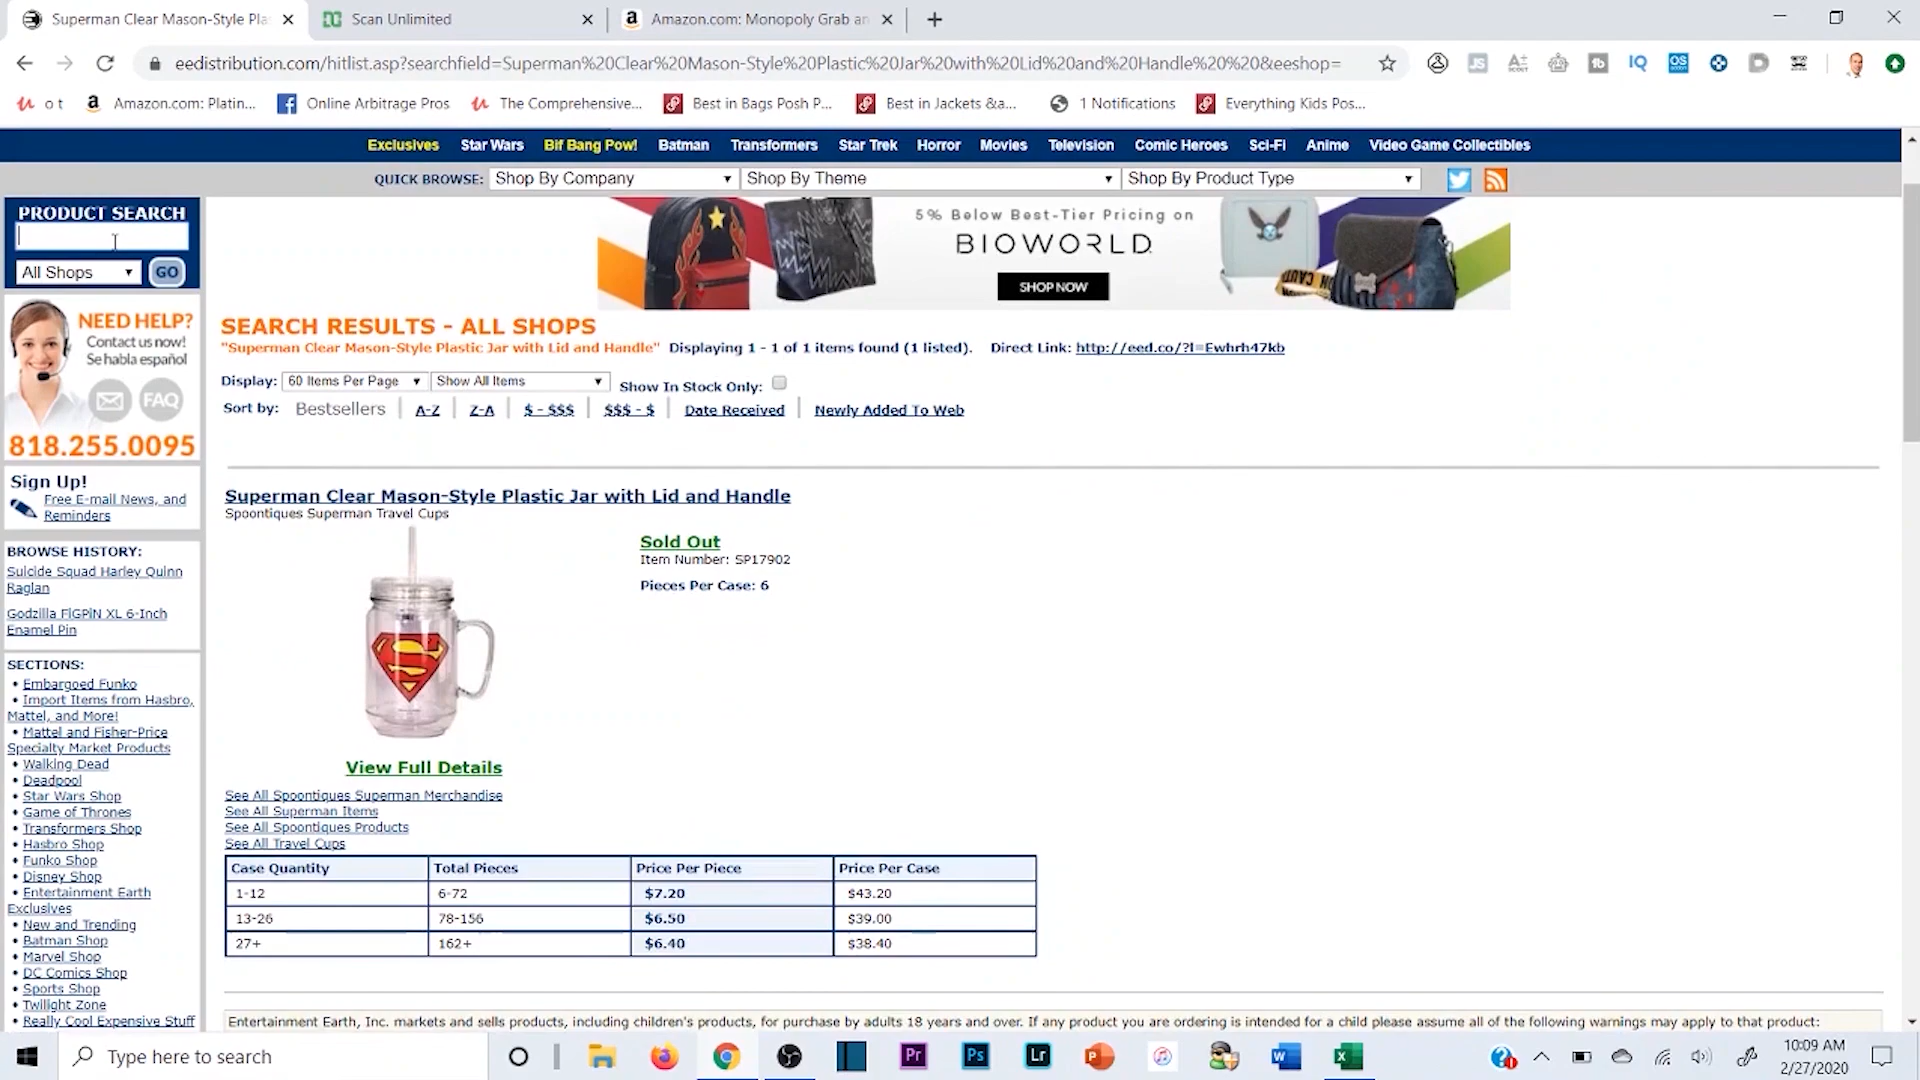 Superman Clear Mason-Style Pla
Scan Unlimited
Amazon.com: Monopoly Grab an
eedistribution.com/hitlist.asp?searchfield=Superman%20Clear%20Mason-Style%20Plastic%20Jar%20with%20Lid%20and%20Handle%20%20&eeshop=
o t
Amazon.com: Platin...
Online Arbitrage Pros
The Comprehensive...
Best in Bags Posh P...
Best in Jackets &a...
1 Notifications
Everything Kids Pos...
Exclusives Star Wars Bif Bang Pow! Batman Transformers Star Trek Horror Movies Television Comic Heroes Sci-Fi Anime Video Game Collectibles
QUICK BROWSE: Shop By Company Shop By Theme Shop By Product Type
PRODUCT SEARCH
All Shops GO
NEED HELP?
Contact us now!
Se habla español
FAQ
818.255.0095
Sign Up!
Free E-mail News, and
Reminders
BROWSE HISTORY:
Suicide Squad Harley Quinn
Raglan
Godzilla FiGPiN XL 6-Inch
Enamel Pin
SECTIONS:
• Embargoed Funko
• Import Items from Hasbro,
Mattel, and More!
• Mattel and Fisher-Price
Specialty Market Products
• Walking Dead
• Deadpool
• Star Wars Shop
• Game of Thrones
• Transformers Shop
• Hasbro Shop
• Funko Shop
• Disney Shop
• Entertainment Earth
Exclusives
• New and Trending
• Batman Shop
• Marvel Shop
• DC Comics Shop
• Sports Shop
• Twilight Zone
• Really Cool Expensive Stuff
5% Below Best-Tier Pricing on
BIOWORLD
SHOP NOW
SEARCH RESULTS - ALL SHOPS
"Superman Clear Mason-Style Plastic Jar with Lid and Handle" Displaying 1 - 1 of 1 items found (1 listed). Direct Link: http://eed.co/?l=Ewhrh47kb
Display: 60 Items Per Page Show All Items Show In Stock Only:
Sort by: Bestsellers | A-Z | Z-A | $ - $$$ | $$$ - $ | Date Received | Newly Added To Web
Superman Clear Mason-Style Plastic Jar with Lid and Handle
Spoontiques Superman Travel Cups
Sold Out
Item Number: SP17902
Pieces Per Case: 6
View Full Details
See All Spoontiques Superman Merchandise
See All Superman Items
See All Spoontiques Products
See All Travel Cups
Case Quantity Total Pieces Price Per Piece Price Per Case
1-12 6-72 $7.20 $43.20
13-26 78-156 $6.50 $39.00
27+ 162+ $6.40 $38.40
Entertainment Earth, Inc. markets and sells products, including children's products, for purchase by adults 18 years and over. If any product you are ordering is intended for a child please assume all of the following warnings may apply to that product:
Type here to search
Pr
Ps
Lr
10:09 AM
2/27/2020